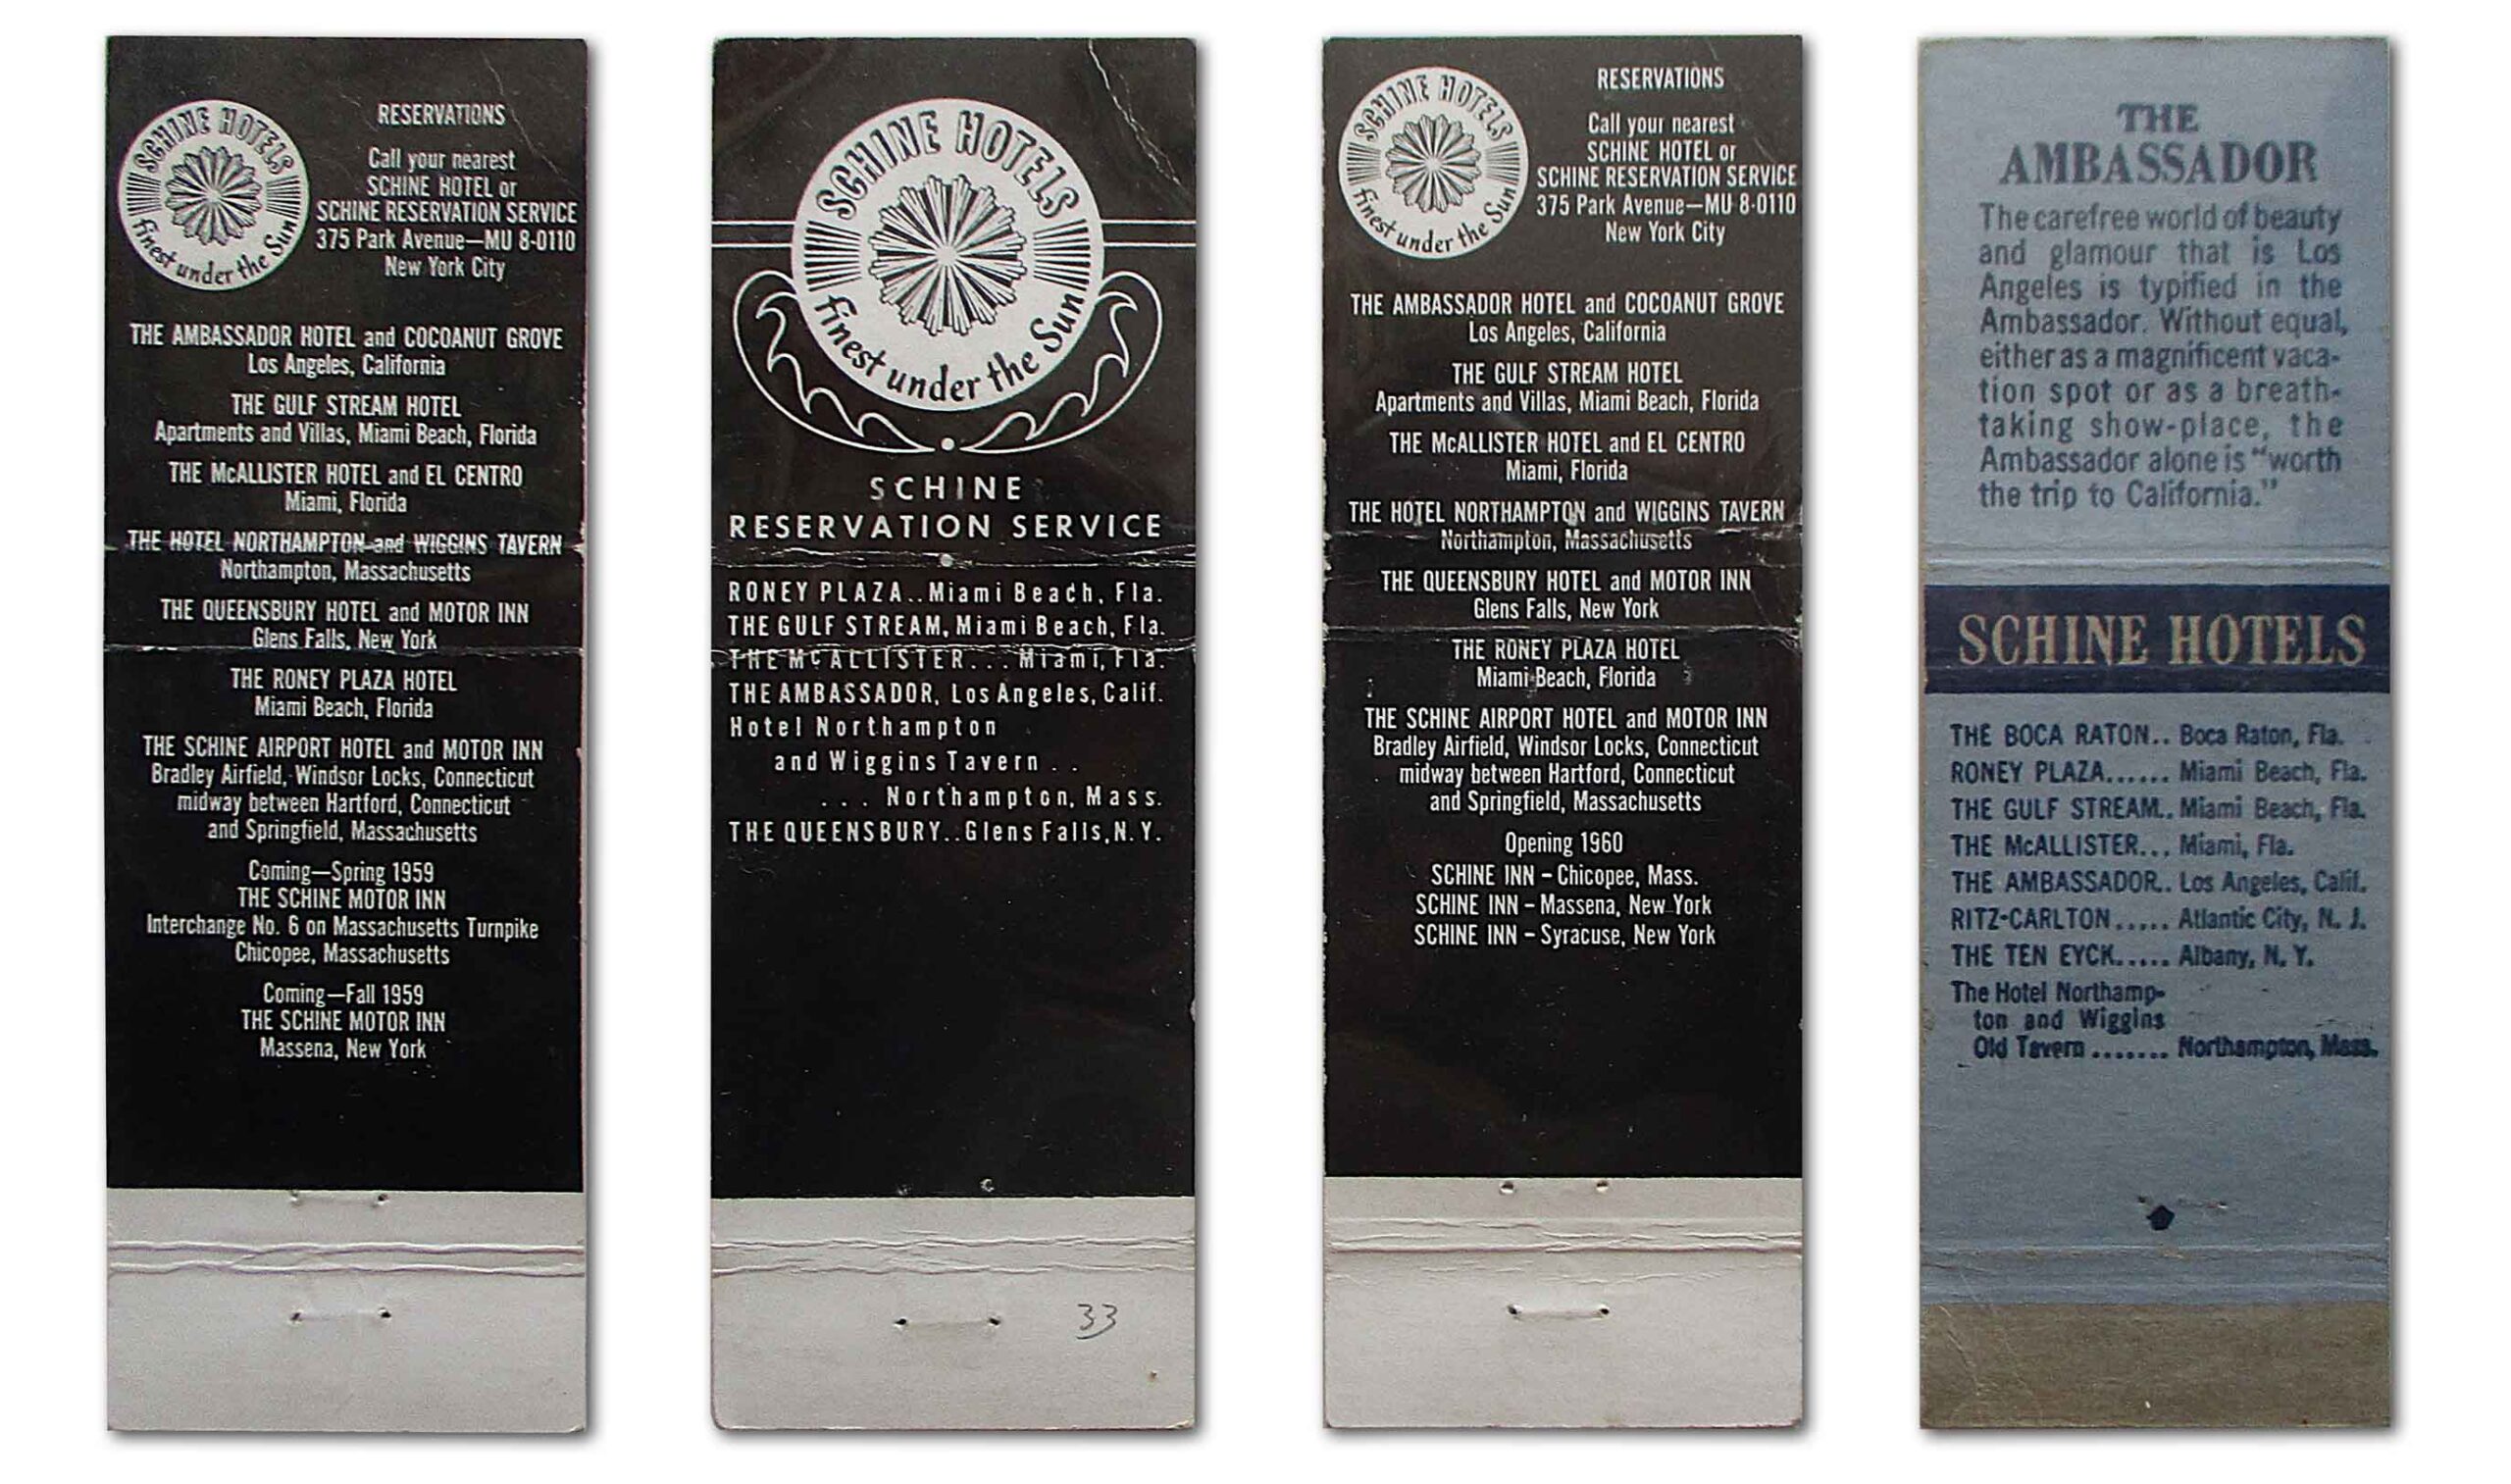 SCHINE HOTELS
Finest under the Sun
RESERVATIONS
Call your nearest
SCHINE HOTEL or
SCHINE RESERVATION SERVICE
375 Park Avenue—MU 8-0110
New York City
THE AMBASSADOR HOTEL and COCOANUT GROVE
Los Angeles, California
THE GULF STREAM HOTEL
Apartments and Villas, Miami Beach, Florida
THE McALLISTER HOTEL and EL CENTRO
Miami, Florida
THE HOTEL NORTHAMPTON and WIGGINS TAVERN
Northampton, Massachusetts
THE QUEENSBURY HOTEL and MOTOR INN
Glens Falls, New York
THE RONEY PLAZA HOTEL
Miami Beach, Florida
THE SCHINE AIRPORT HOTEL and MOTOR INN
Bradley Airfield, Windsor Locks, Connecticut
midway between Hartford, Connecticut
and Springfield, Massachusetts
Coming—Spring 1959
THE SCHINE MOTOR INN
Interchange No. 6 on Massachusetts Turnpike
Chicopee, Massachusetts
Coming—Fall 1959
THE SCHINE MOTOR INN
Massena, New York
SCHINE HOTELS
Finest under the Sun
SCHINE
RESERVATION SERVICE
RONEY PLAZA..Miami Beach, Fla.
THE GULF STREAM, Miami Beach, Fla.
THE McALLISTER...Miami, Fla.
THE AMBASSADOR, Los Angeles, Calif.
Hotel Northampton
and Wiggins Tavern ..
... Northampton, Mass.
THE QUEENSBURY..Glens Falls, N.Y.
33
SCHINE HOTELS
Finest under the Sun
RESERVATIONS
Call your nearest
SCHINE HOTEL or
SCHINE RESERVATION SERVICE
375 Park Avenue—MU 8-0110
New York City
THE AMBASSADOR HOTEL and COCOANUT GROVE
Los Angeles, California
THE GULF STREAM HOTEL
Apartments and Villas, Miami Beach, Florida
THE McALLISTER HOTEL and EL CENTRO
Miami, Florida
THE HOTEL NORTHAMPTON and WIGGINS TAVERN
Northampton, Massachusetts
THE QUEENSBURY HOTEL and MOTOR INN
Glens Falls, New York
THE RONEY PLAZA HOTEL
Miami Beach, Florida
THE SCHINE AIRPORT HOTEL and MOTOR INN
Bradley Airfield, Windsor Locks, Connecticut
midway between Hartford, Connecticut
and Springfield, Massachusetts
Opening 1960
SCHINE INN – Chicopee, Mass.
SCHINE INN – Massena, New York
SCHINE INN – Syracuse, New York
THE
AMBASSADOR
The carefree world of beauty
and glamour that is Los
Angeles is typified in the
Ambassador. Without equal,
either as a magnificent vaca-
tion spot or as a breath-
taking show-place, the
Ambassador alone is "worth
the trip to California."
SCHINE HOTELS
THE BOCA RATON.. Boca Raton, Fla.
RONEY PLAZA...... Miami Beach, Fla.
THE GULF STREAM.. Miami Beach, Fla.
THE McALLISTER... Miami, Fla.
THE AMBASSADOR.. Los Angeles, Calif.
RITZ-CARLTON..... Atlantic City, N. J.
THE TEN EYCK..... Albany, N. Y.
The Hotel Northamp-
ton and Wiggins
Old Tavern ....... Northampton, Mass.